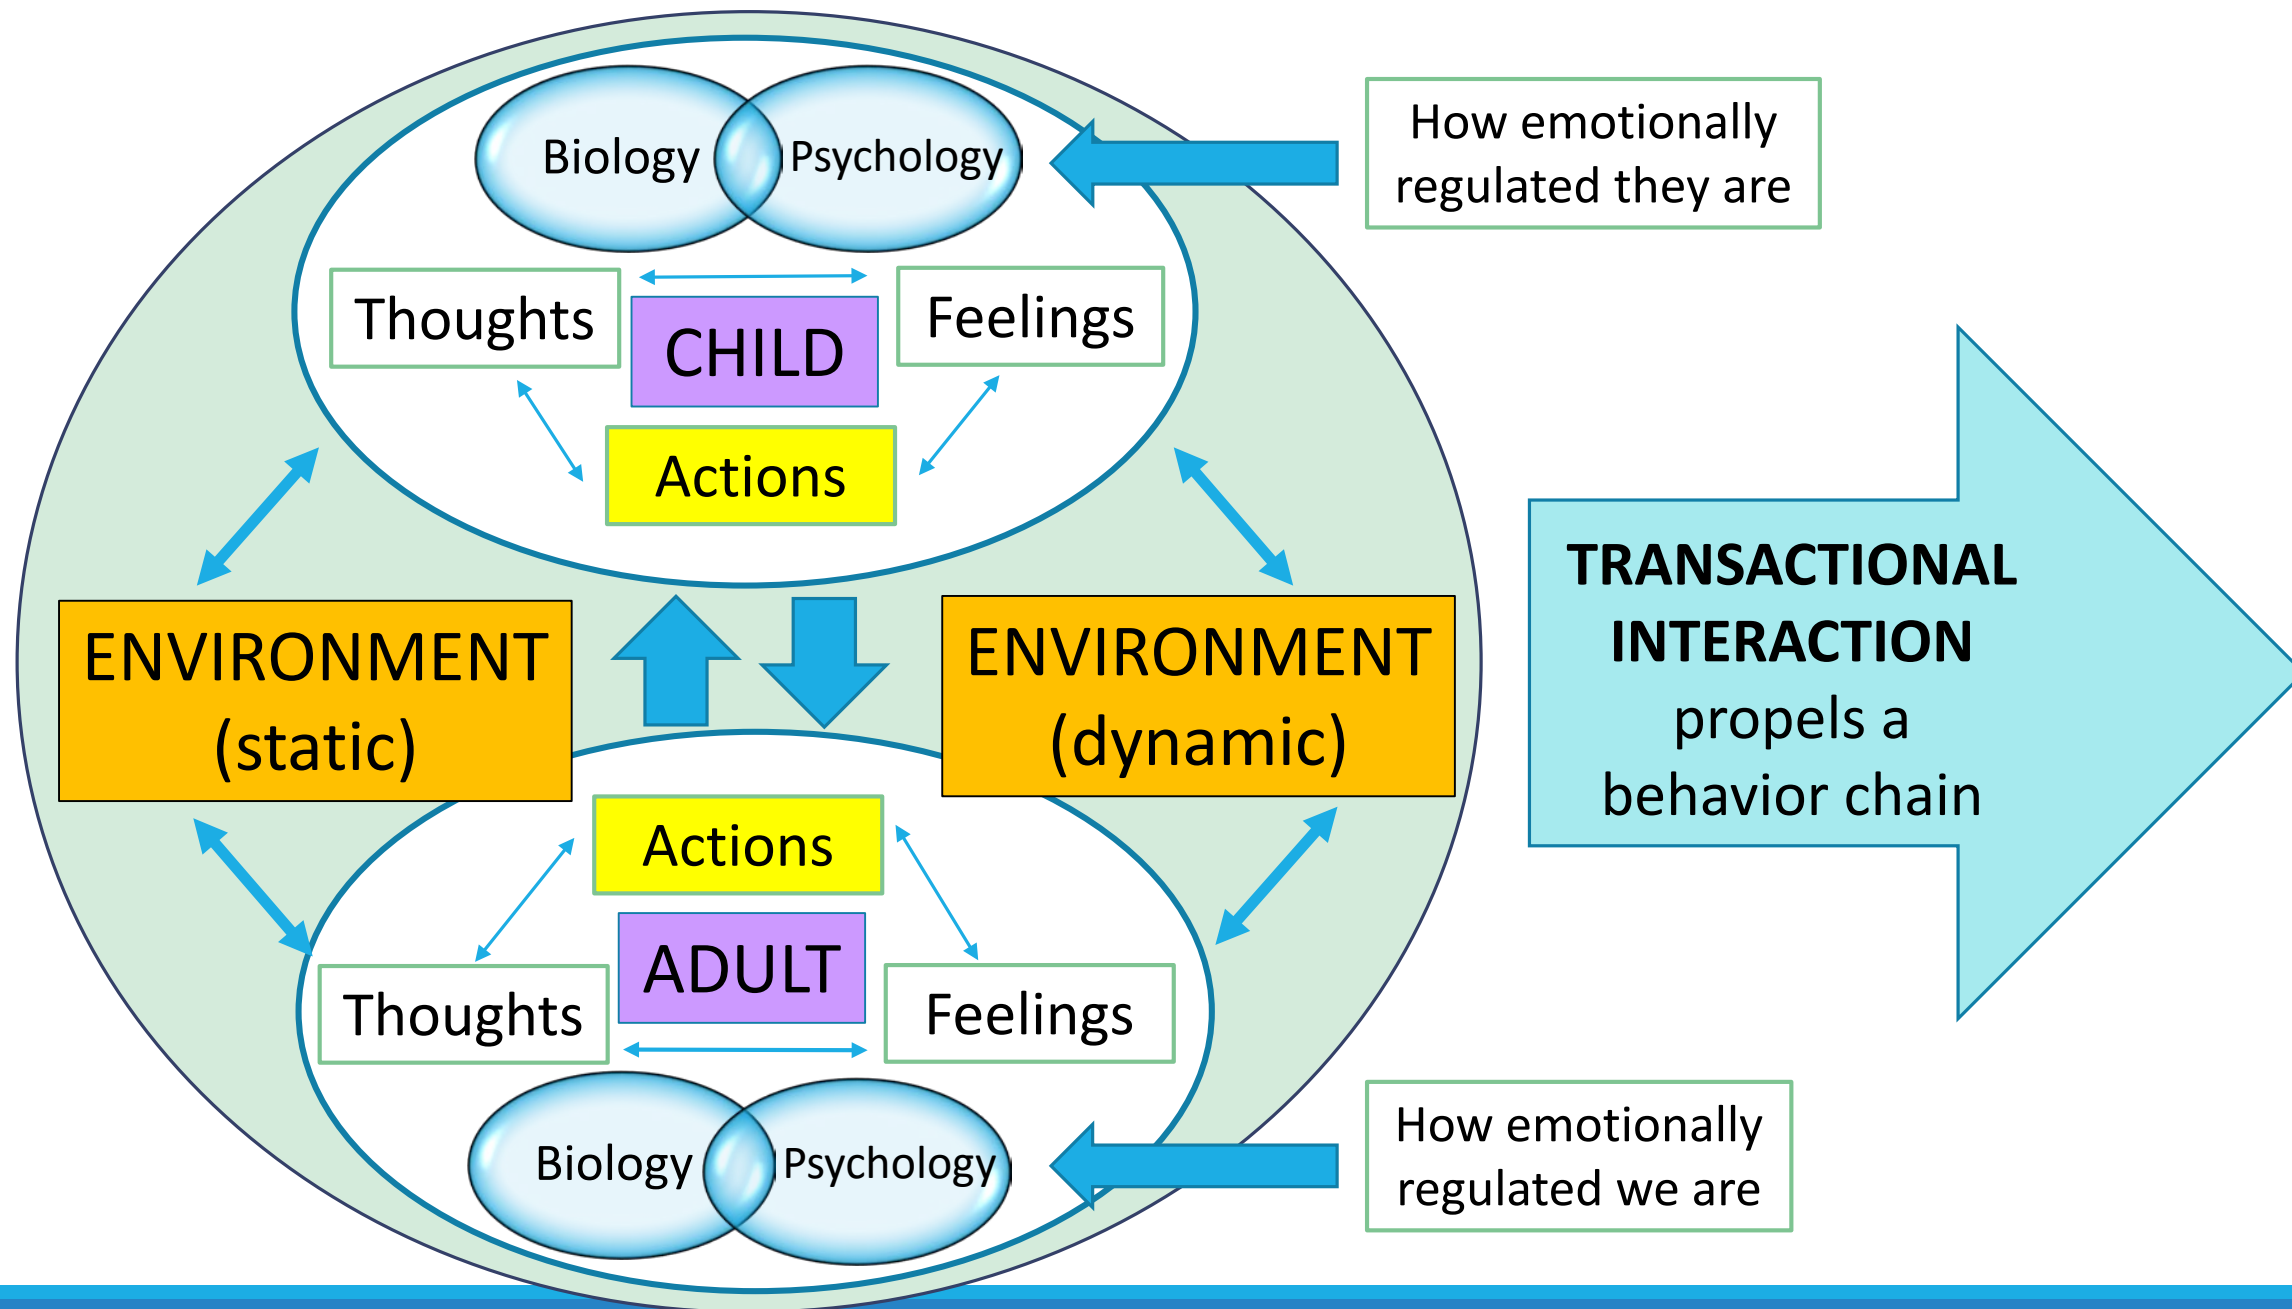 Biology
Psychology
How emotionally
regulated they are
Thoughts
CHILD
Feelings
Actions
ENVIRONMENT
(static)
ENVIRONMENT
(dynamic)
TRANSACTIONAL
INTERACTION
propels a
behavior chain
Actions
ADULT
Thoughts
Feelings
Biology
Psychology
How emotionally
regulated we are